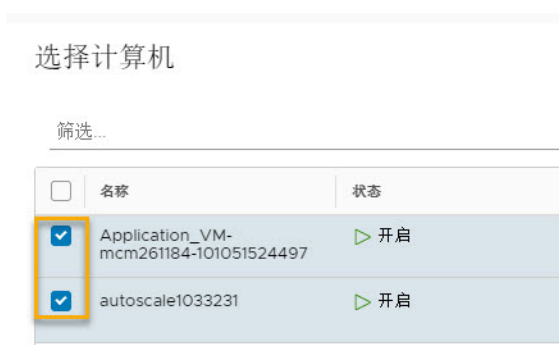 选择计算机
筛选...
名称 状态
Application_VM- 开启
mcm261184-101051524497
autoscale1033231 开启